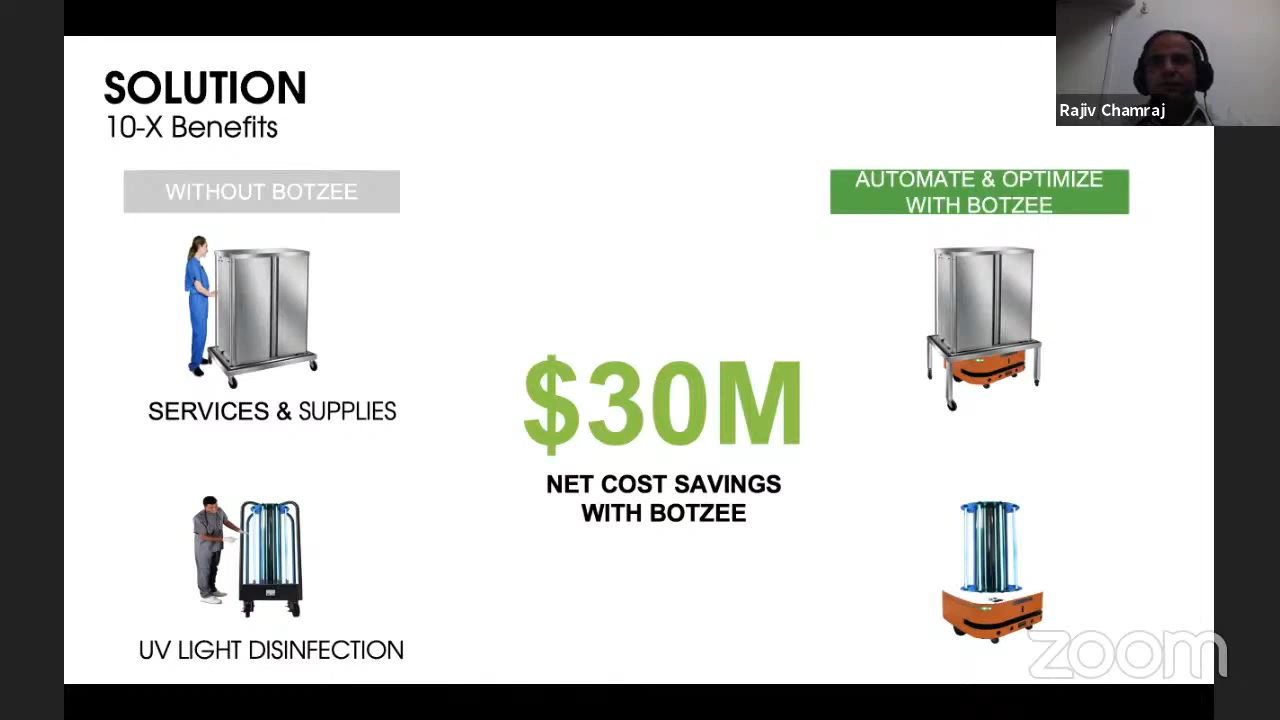 SOLUTION
10-X Benefits
Rajiv Chamraj
WITHOUT BOTZEE
AUTOMATE & OPTIMIZE
WITH BOTZEE
SERVICES & SUPPLIES
$30M
NET COST SAVINGS
WITH BOTZEE
UV LIGHT DISINFECTION
zoom